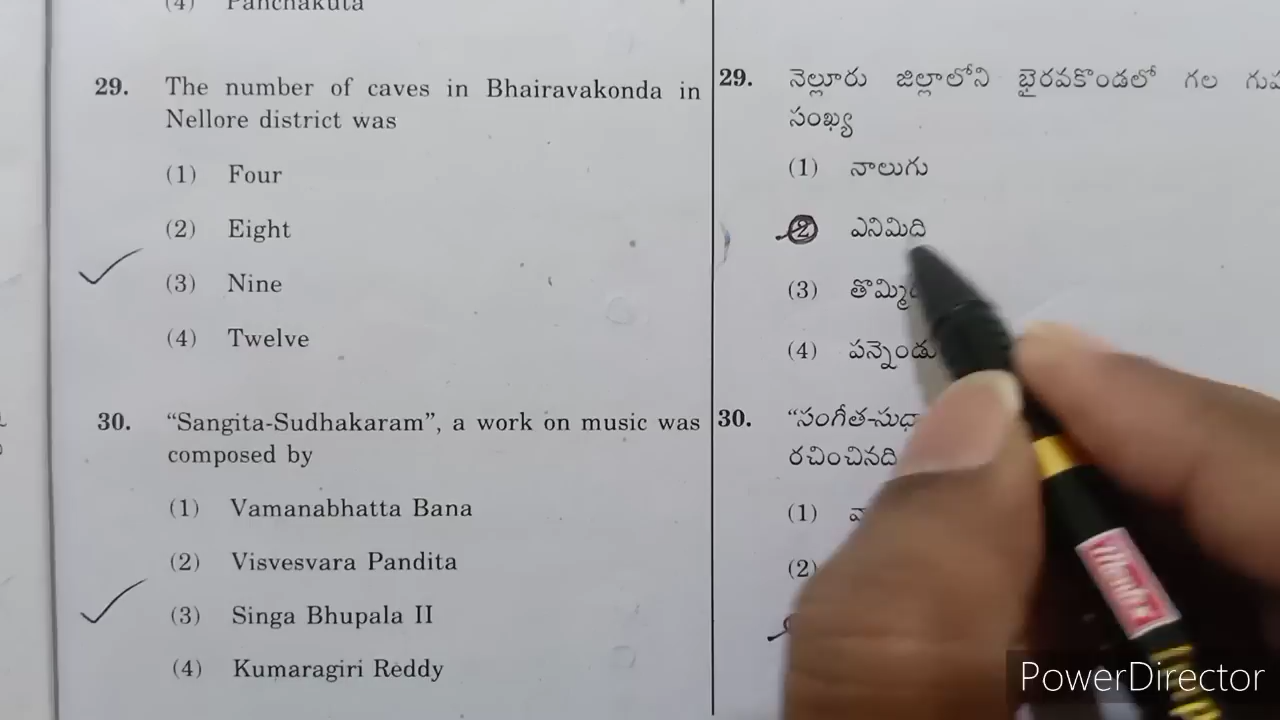 (4) Panchakuta
29. The number of caves in Bhairavakonda in
Nellore district was
(1) Four
(2) Eight
(3) Nine
(4) Twelve
30. "Sangita-Sudhakaram", a work on music was
composed by
(1) Vamanabhatta Bana
(2) Visvesvara Pandita
(3) Singa Bhupala II
(4) Kumaragiri Reddy
29. నెల్లూరు జిల్లాలోని భైరవకొండలో గల
సంఖ్య
(1) నాలుగు
(2) ఎనిమిది
(3)
(4) పన్నెండు
30.
రచించినది
(1)
(2)
PowerDirector